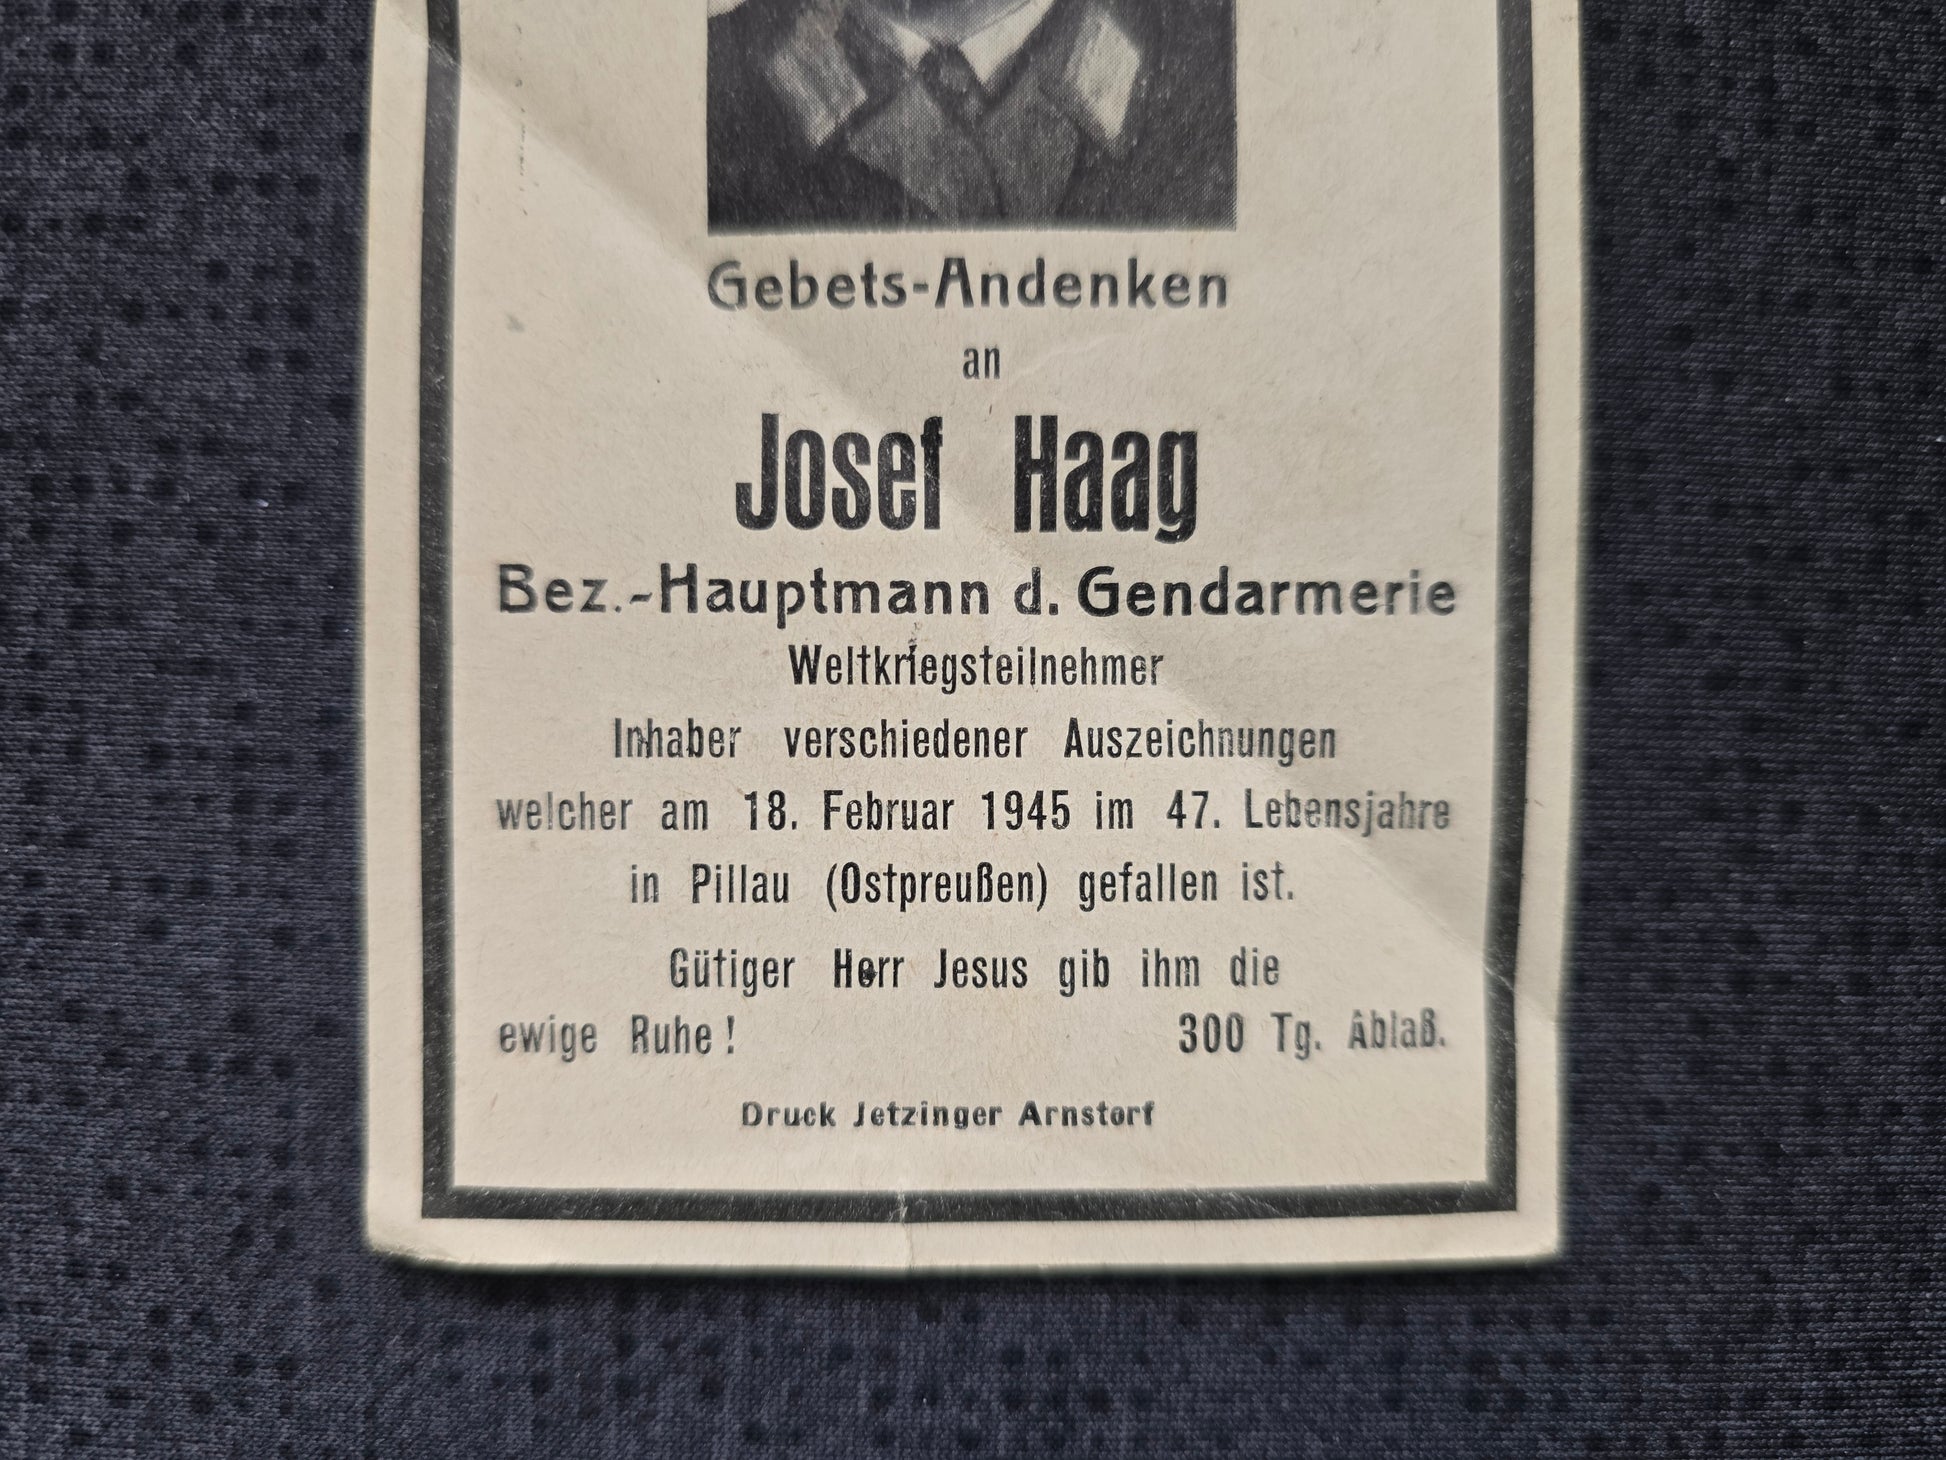 Gebets-Andenken
an
Josef Haag
Bez.-Hauptmann d. Gendarmerie
Weltkriegsteilnehmer
Inhaber verschiedener Auszeichnungen
welcher am 18. Februar 1945 im 47. Lebensjahre
in Pillau (Ostpreußen) gefallen ist.
Gütiger Herr Jesus gib ihm die
ewige Ruhe! 300 Tg. Ablaß.
Druck Jetzinger Arnstorf